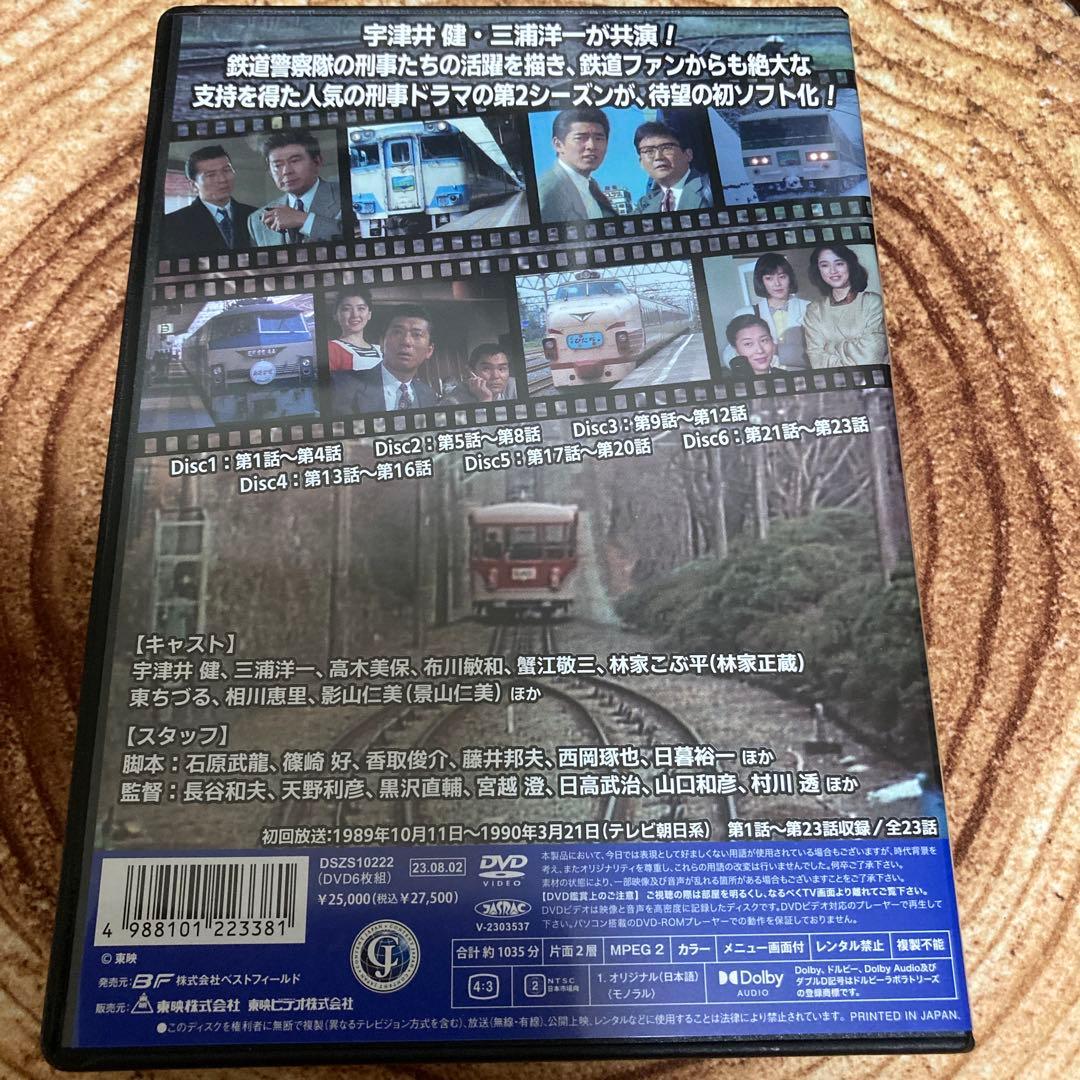 宇津井 健・三浦洋一が共演！
鉄道警察隊の刑事たちの活躍を描き、鉄道ファンからも絶大な
支持を得た人気の刑事ドラマの第2シーズンが、待望の初ソフト化！
ひたち
Disc1：第1話～第4話 Disc2：第5話～第8話 Disc3：第9話～第12話
Disc4：第13話～第16話 Disc5：第17話～第20話 Disc6：第21話～第23話
【キャスト】
宇津井 健、三浦洋一、高木美保、布川敏和、蟹江敬三、林家こぶ平（林家正蔵）
東ちづる、相川恵里、影山仁美（景山仁美）ほか
【スタッフ】
脚本：石原武龍、篠崎 好、香取俊介、藤井邦夫、西岡琢也、日暮裕一 ほか
監督：長谷和夫、天野利彦、黒沢直輔、宮越 澄、日高武治、山口和彦、村川 透 ほか
初回放送：1989年10月11日～1990年3月21日（テレビ朝日系） 第1話～第23話収録／全23話
4 988101 223381
DSZS10222
（DVD6枚組）
23.08.02
￥25,000（税込￥27,500）
DVD
VIDEO
JASRAC
V-2303537
本製品において、今日では表現として好ましくない用語が使用されている場合もございますが、時代背景を
考え、またオリジナリティを尊重し、これらの用語の改変は行いませんでした。何卒ご了承下さい。
素材の状態により、一部映像及び音声が乱れる箇所がある場合もございますことをご了承下さい。
【DVD鑑賞上のご注意】 ご視聴の際は部屋を明るくし、なるべくTV画面より離れてご覧下さい。
DVDビデオは映像と音声を高密度に記録したディスクです。DVDビデオ対応のプレーヤーで再生して
下さい。パソコン搭載のDVD-ROMプレーヤーでの動作を保証しておりません。
合計 約1035分 片面2層 MPEG 2 カラー メニュー画面付 レンタル禁止 複製不能
4:3 2 NTSC 日本市場向 1. オリジナル（日本語）（モノラル） Dolby AUDIO
Dolby、ドルビー、Dolby Audio及び
ダブルD記号はドルビーラボラトリーズ
の登録商標です。
© 東映
発売元： BF 株式会社ベストフィールド
販売元： 東映株式会社 東映ビデオ株式会社
●このディスクを権利者に無断で複製（異なるテレビジョン方式を含む）、放送（無線・有線）、公開上映、レンタルなどに使用することは法律により禁止されています。 PRINTED IN JAPAN.